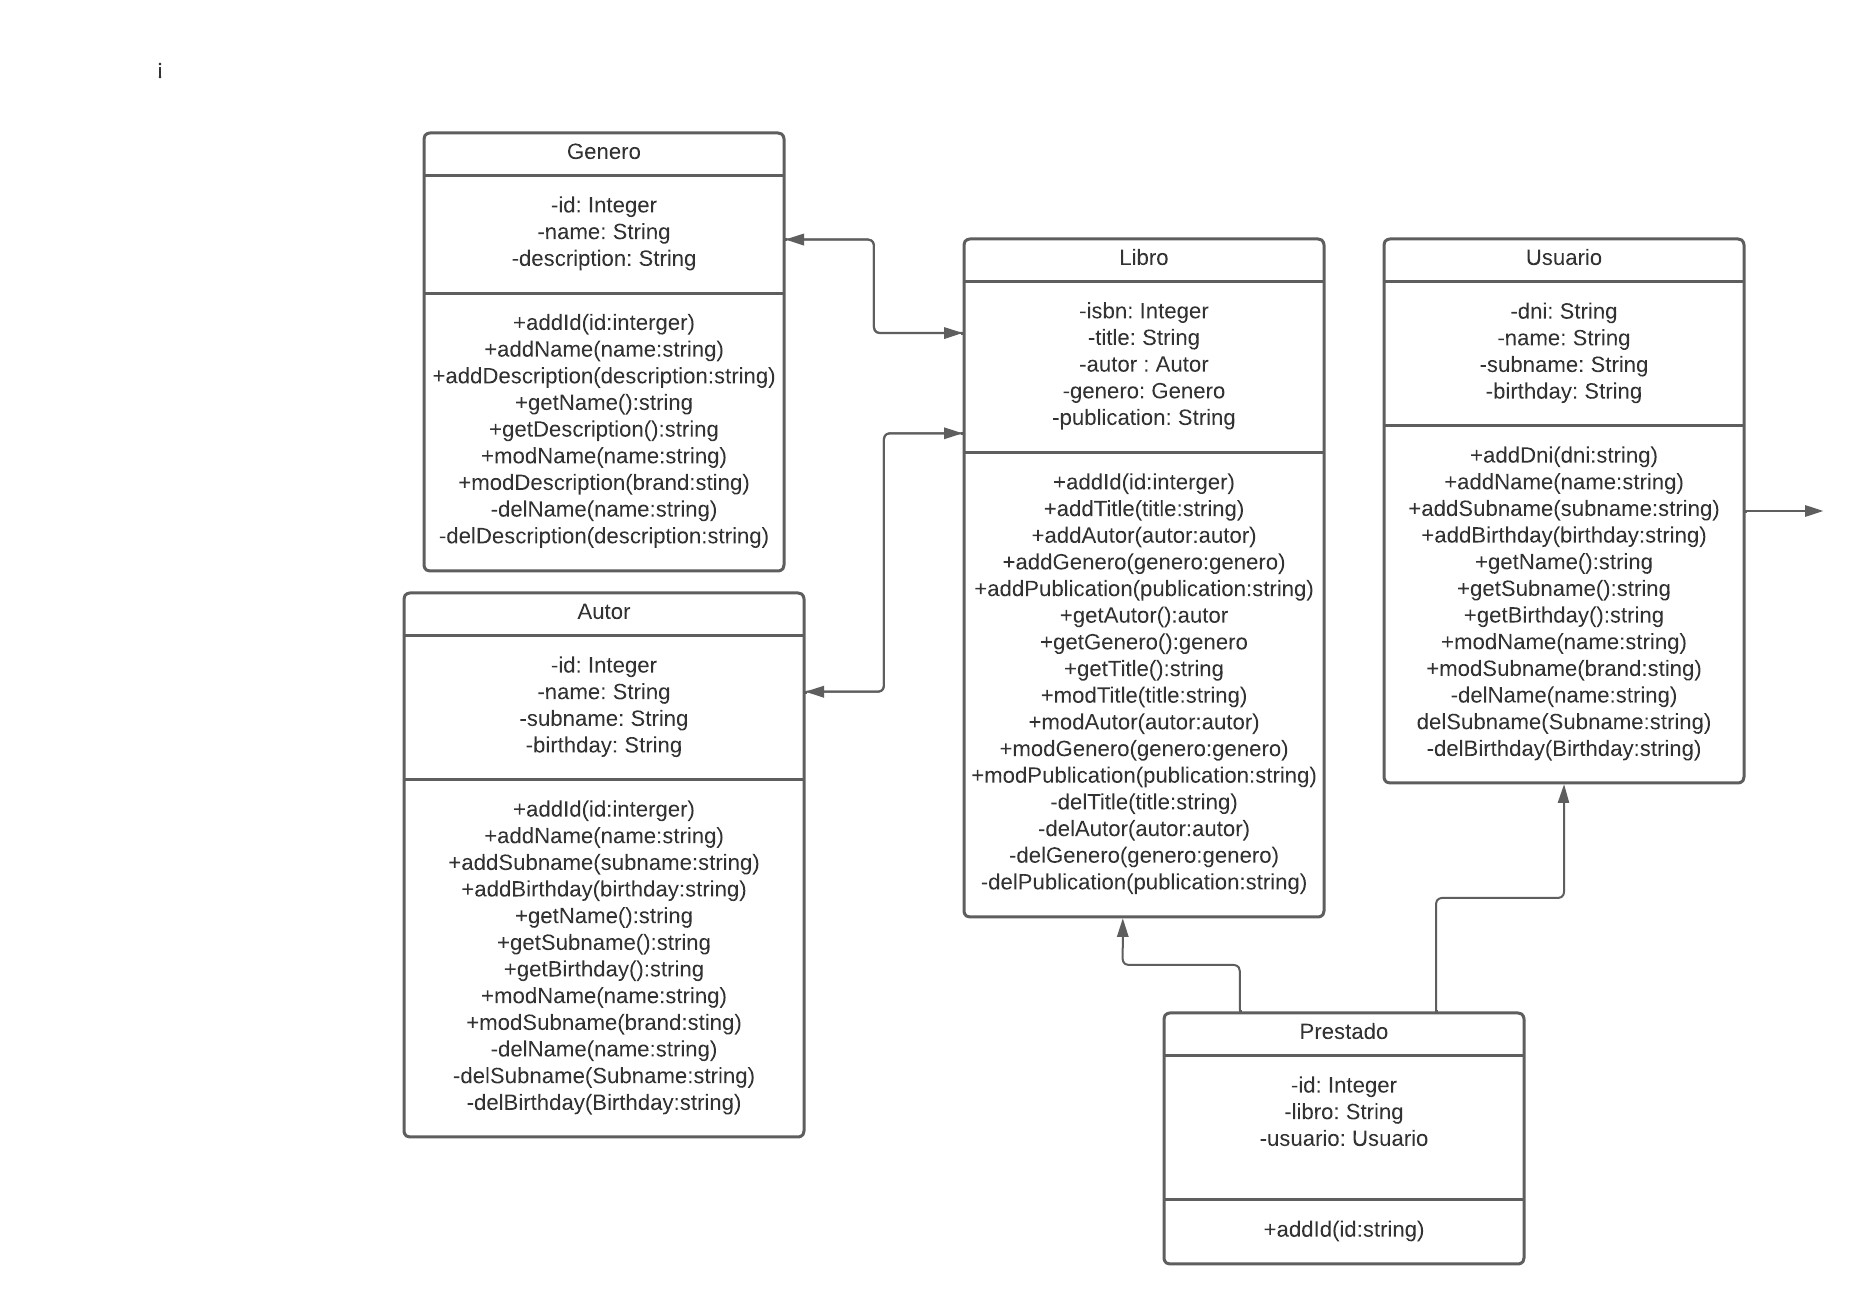 i
Genero
-id: Integer
-name: String
-description: String
+addId(id:interger)
+addName(name:string)
+addDescription(description:string)
+getName():string
+getDescription():string
+modName(name:string)
+modDescription(brand:sting)
-delName(name:string)
-delDescription(description:string)
Autor
-id: Integer
-name: String
-subname: String
-birthday: String
+addId(id:interger)
+addName(name:string)
+addSubname(subname:string)
+addBirthday(birthday:string)
+getName():string
+getSubname():string
+getBirthday():string
+modName(name:string)
+modSubname(brand:sting)
-delName(name:string)
-delSubname(Subname:string)
-delBirthday(Birthday:string)
Libro
-isbn: Integer
-title: String
-autor : Autor
-genero: Genero
-publication: String
+addId(id:interger)
+addTitle(title:string)
+addAutor(autor:autor)
+addGenero(genero:genero)
+addPublication(publication:string)
+getAutor():autor
+getGenero():genero
+getTitle():string
+modTitle(title:string)
+modAutor(autor:autor)
+modGenero(genero:genero)
+modPublication(publication:string)
-delTitle(title:string)
-delAutor(autor:autor)
-delGenero(genero:genero)
-delPublication(publication:string)
Usuario
-dni: String
-name: String
-subname: String
-birthday: String
+addDni(dni:string)
+addName(name:string)
+addSubname(subname:string)
+addBirthday(birthday:string)
+getName():string
+getSubname():string
+getBirthday():string
+modName(name:string)
+modSubname(brand:sting)
-delName(name:string)
delSubname(Subname:string)
-delBirthday(Birthday:string)
Prestado
-id: Integer
-libro: String
-usuario: Usuario
+addId(id:string)